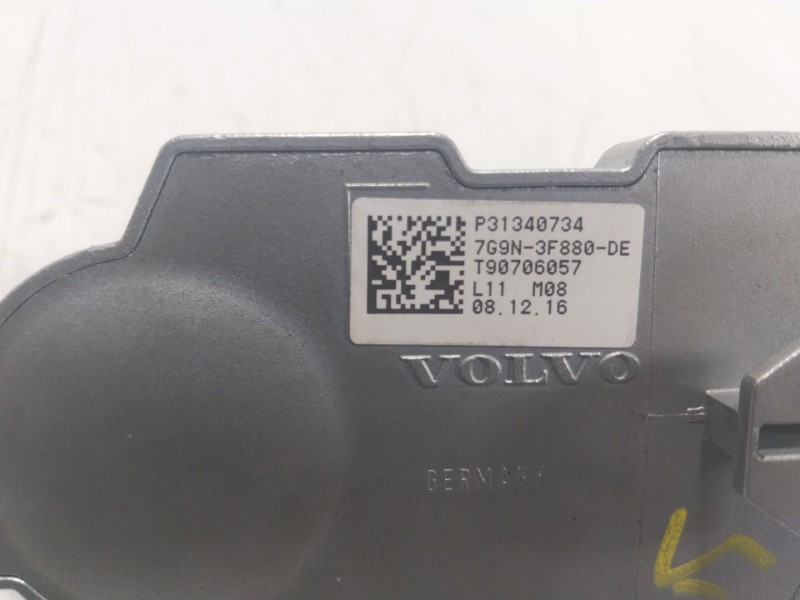 P31340734
7G9N-3F880-DE
T90706057
L11 M08
08.12.16
VOLVO
GERMANY